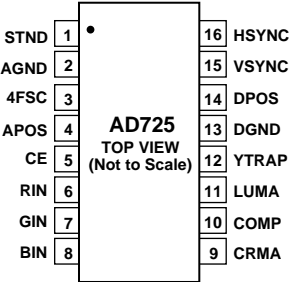 STND 1 16 HSYNC
AGND 2 15 VSYNC
4FSC 3 14 DPOS
APOS 4 AD725 13 DGND
CE 5 TOP VIEW (Not to Scale) 12 YTRAP
RIN 6 11 LUMA
GIN 7 10 COMP
BIN 8 9 CRMA